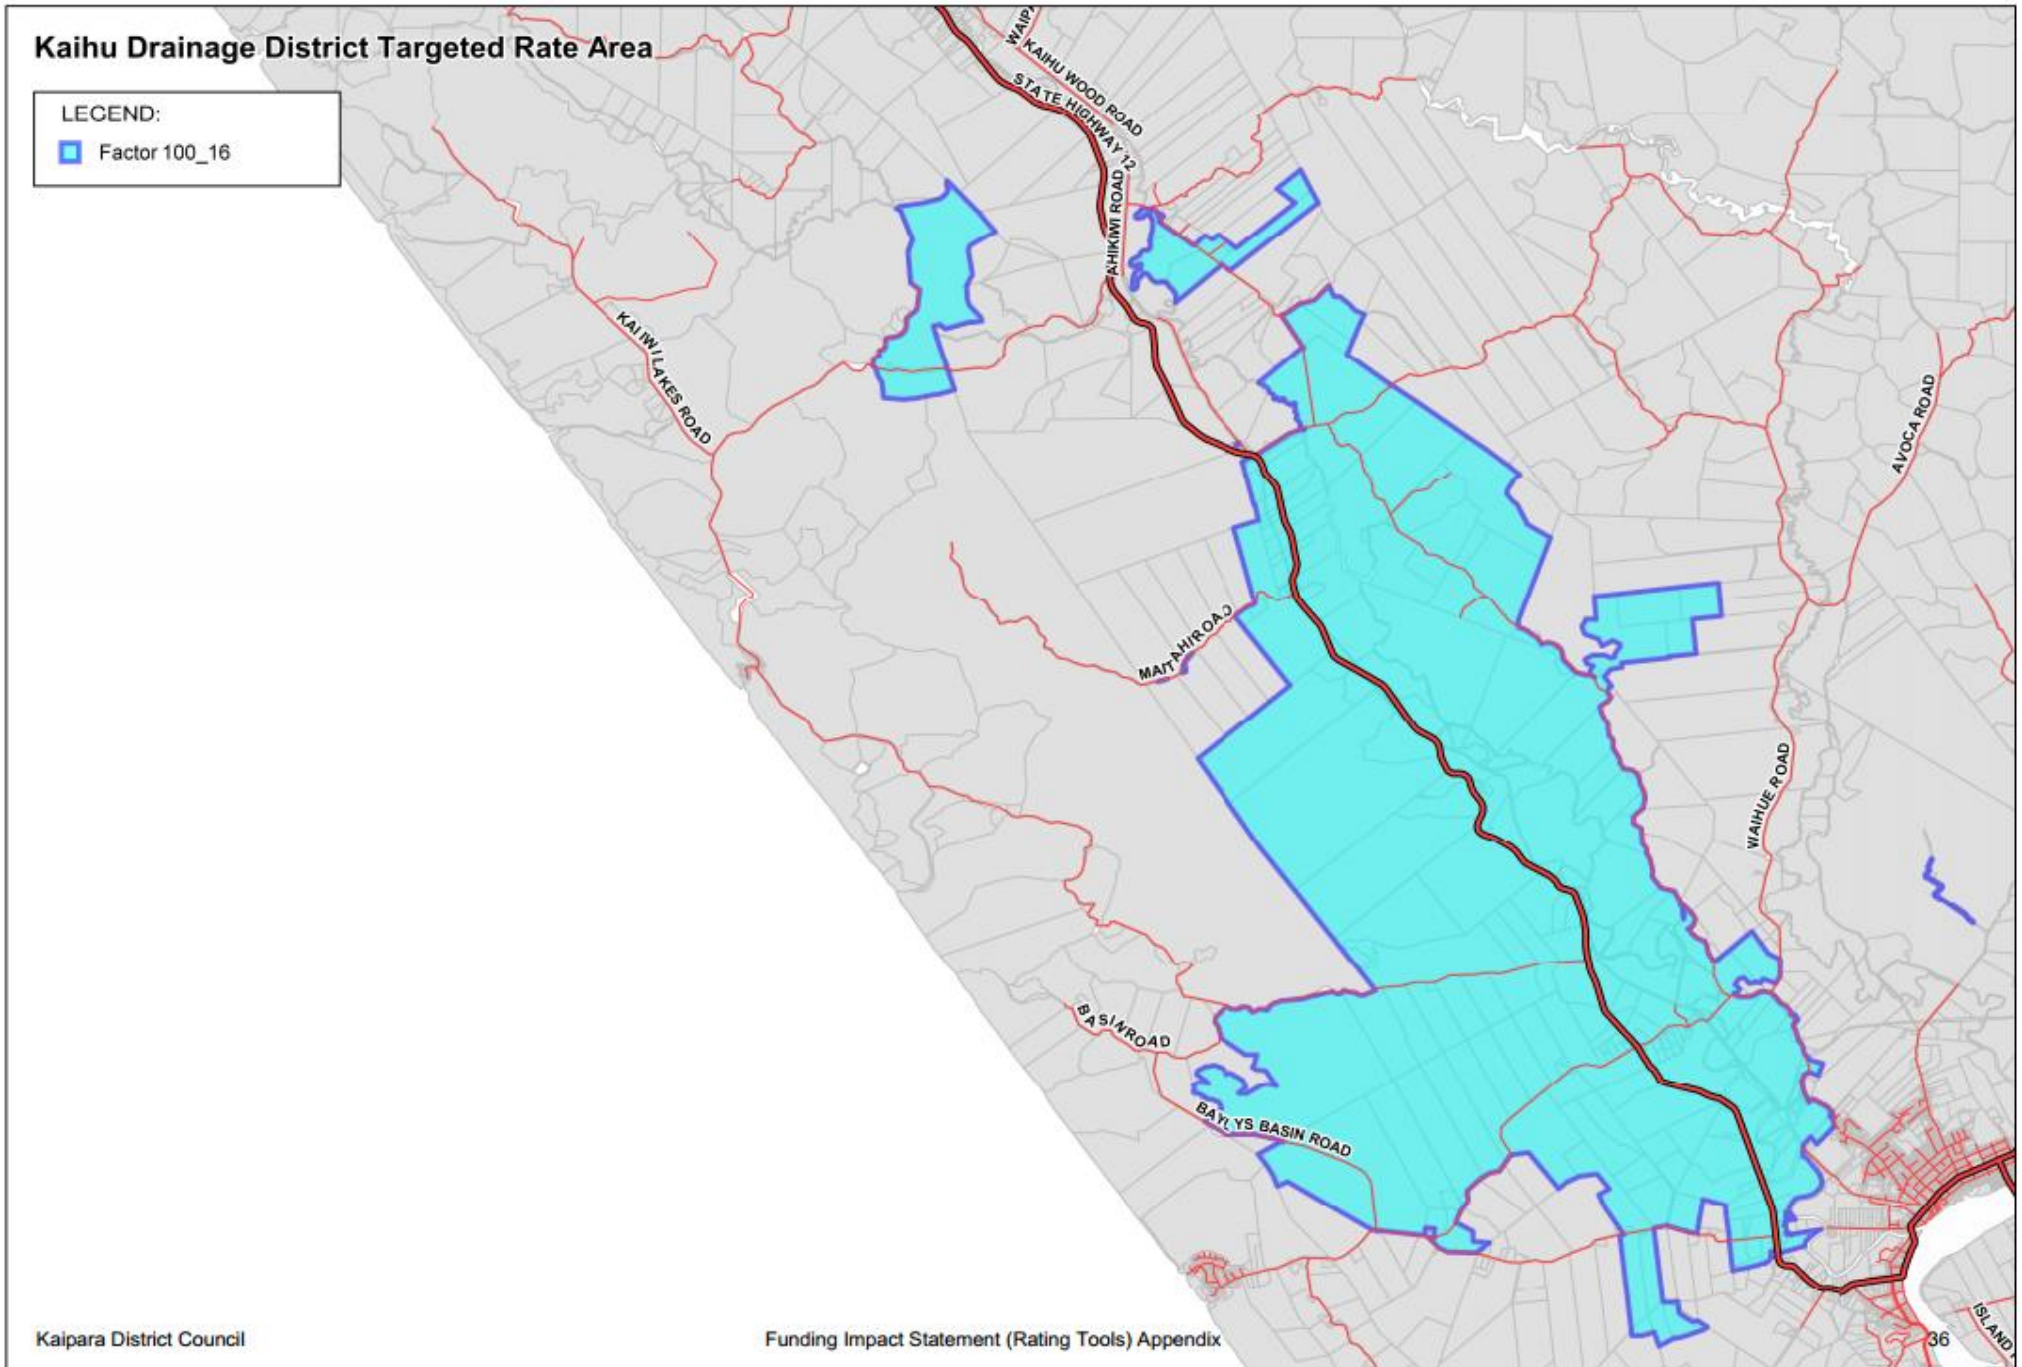 Kaihu Drainage District Targeted Rate Area
LEGEND:
Factor 100_16
KAIHU WOOD ROAD
STATE HIGHWAY 12
AHIKIWI ROAD
KAI IWI LAKES ROAD
AVOCA ROAD
MAITAHI ROAD
WAIHUE ROAD
BASIN ROAD
BAYLYS BASIN ROAD
ISLAND
Kaipara District Council
Funding Impact Statement (Rating Tools) Appendix
36